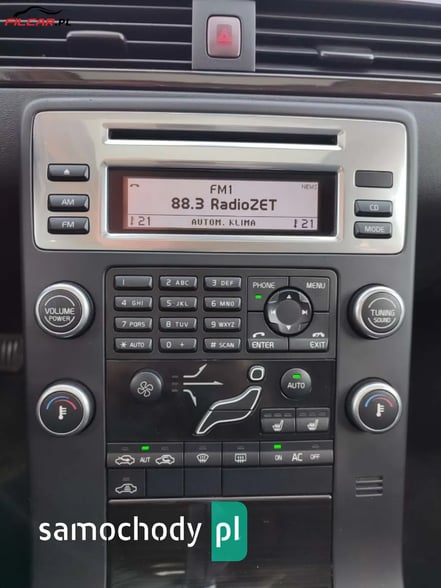 FILCAR.PL
FM1 NEWS
88.3 RadioZET
21 AUTOM. KLIMA 21
AM
FM
CD
MODE
VOLUME
POWER
1 2 ABC 3 DEF
4 GHI 5 JKL 6 MNO
7 PQRS 8 TUV 9 WXYZ
* AUTO 0 + # SCAN
PHONE MENU
ENTER EXIT
TUNING
SOUND
AUTO
AUT
ON AC OFF
samochody pl